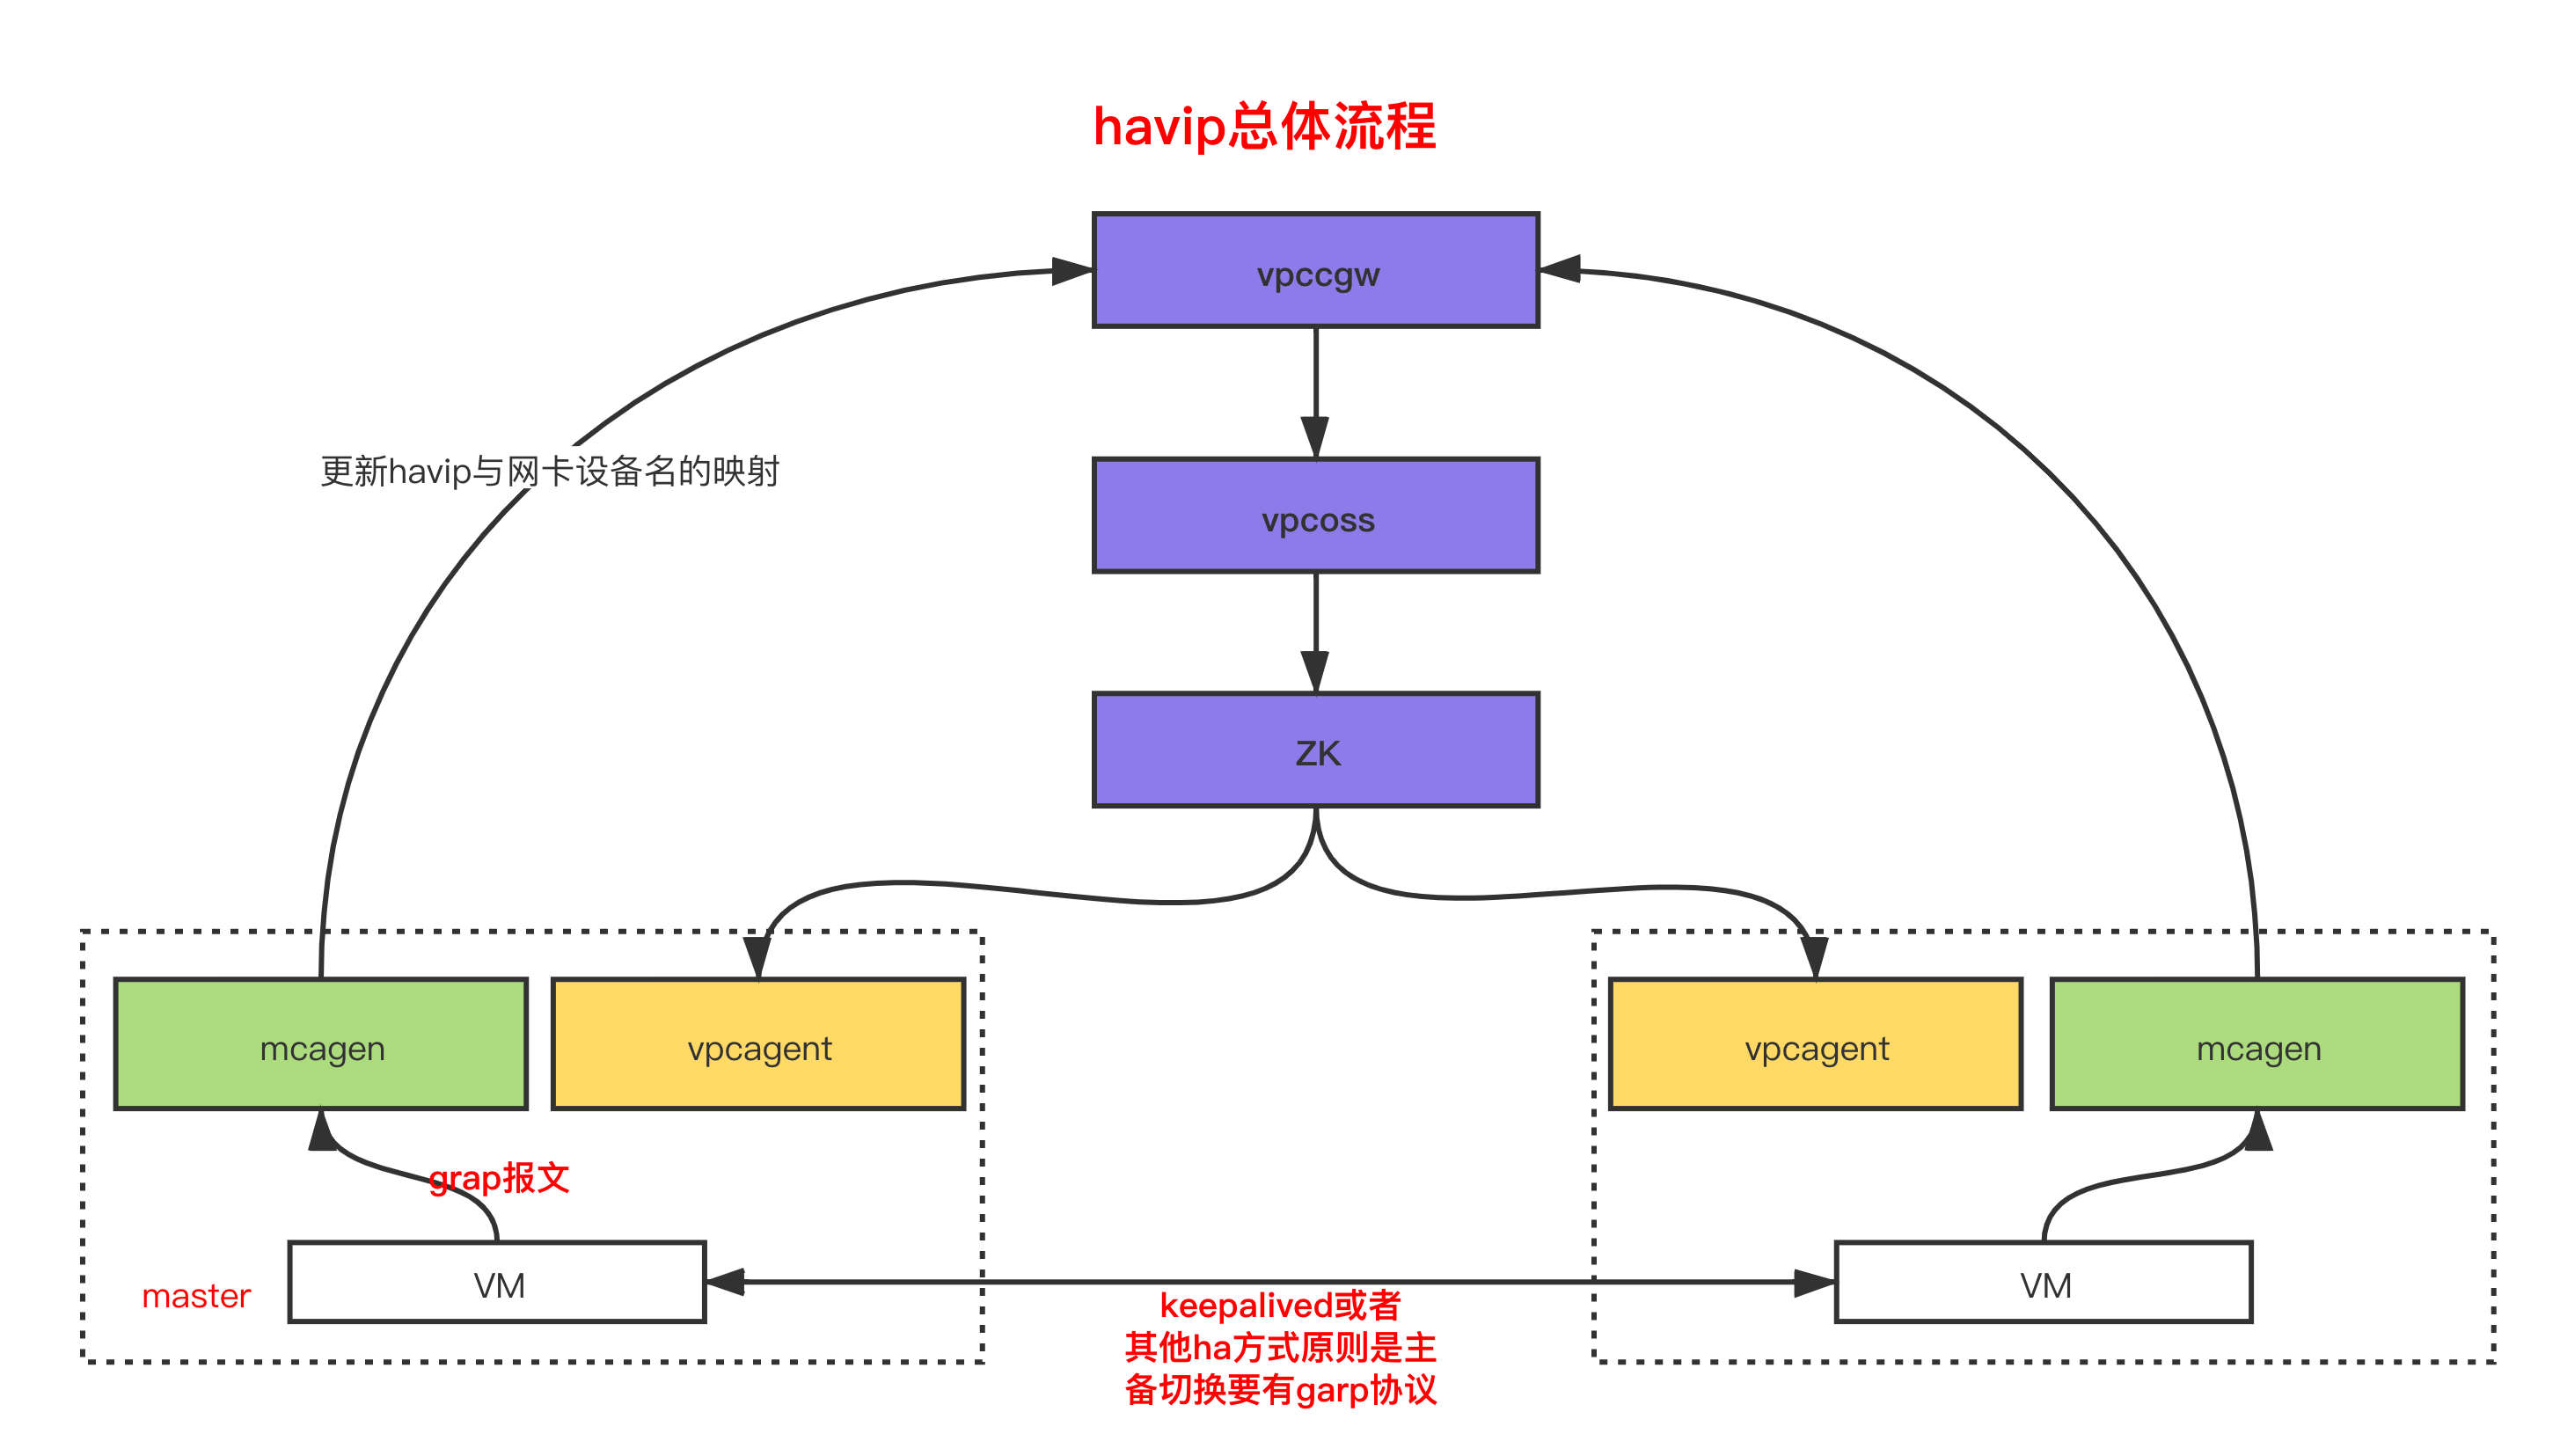 havip总体流程
vpccgw
更新havip与网卡设备名的映射
vpcoss
ZK
mcagen
vpcagent
vpcagent
mcagen
grap报文
master
VM
VM
keepalived或者
其他ha方式原则是主
备切换要有garp协议